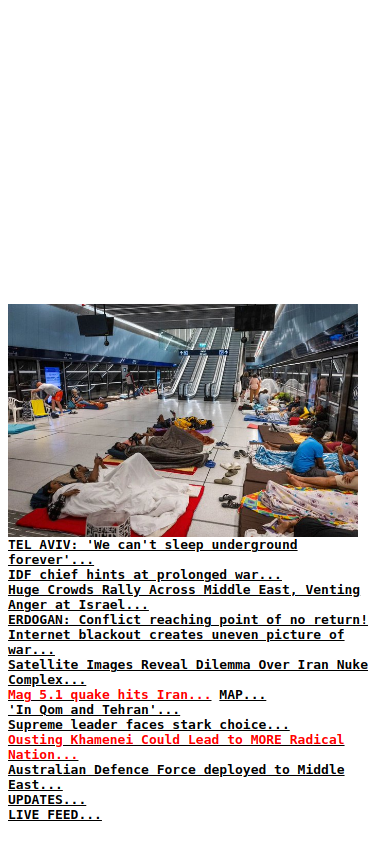 TEL AVIV: 'We can't sleep underground
forever'...
IDF chief hints at prolonged war...
Huge Crowds Rally Across Middle East, Venting
Anger at Israel...
ERDOGAN: Conflict reaching point of no return!
Internet blackout creates uneven picture of
war...
Satellite Images Reveal Dilemma Over Iran Nuke
Complex...
Mag 5.1 quake hits Iran... MAP...
'In Qom and Tehran'...
Supreme leader faces stark choice...
Ousting Khamenei Could Lead to MORE Radical
Nation...
Australian Defence Force deployed to Middle
East...
UPDATES...
LIVE FEED...